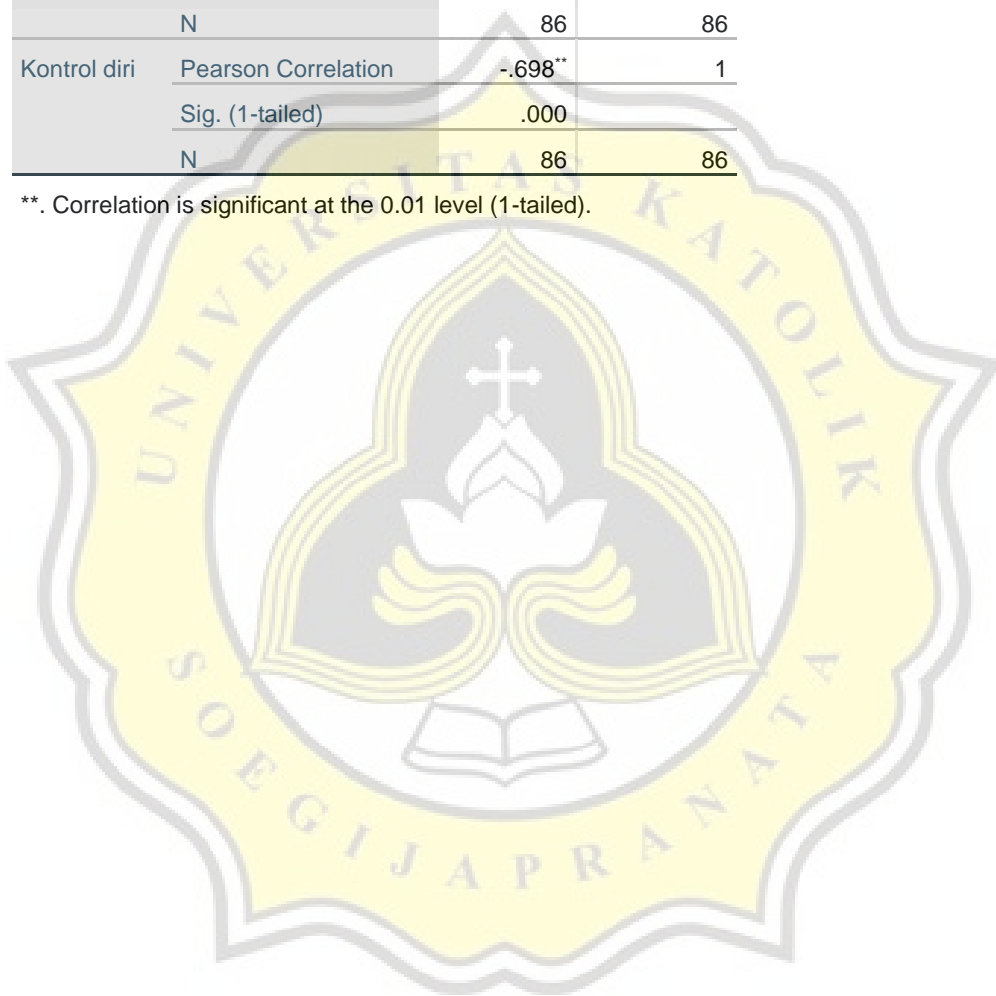 N 86 86
Kontrol diri Pearson Correlation -.698** 1
Sig. (1-tailed) .000
N 86 86
**. Correlation is significant at the 0.01 level (1-tailed).
UNIVERSITAS KATOLIK
SOEGIJAPRANATA